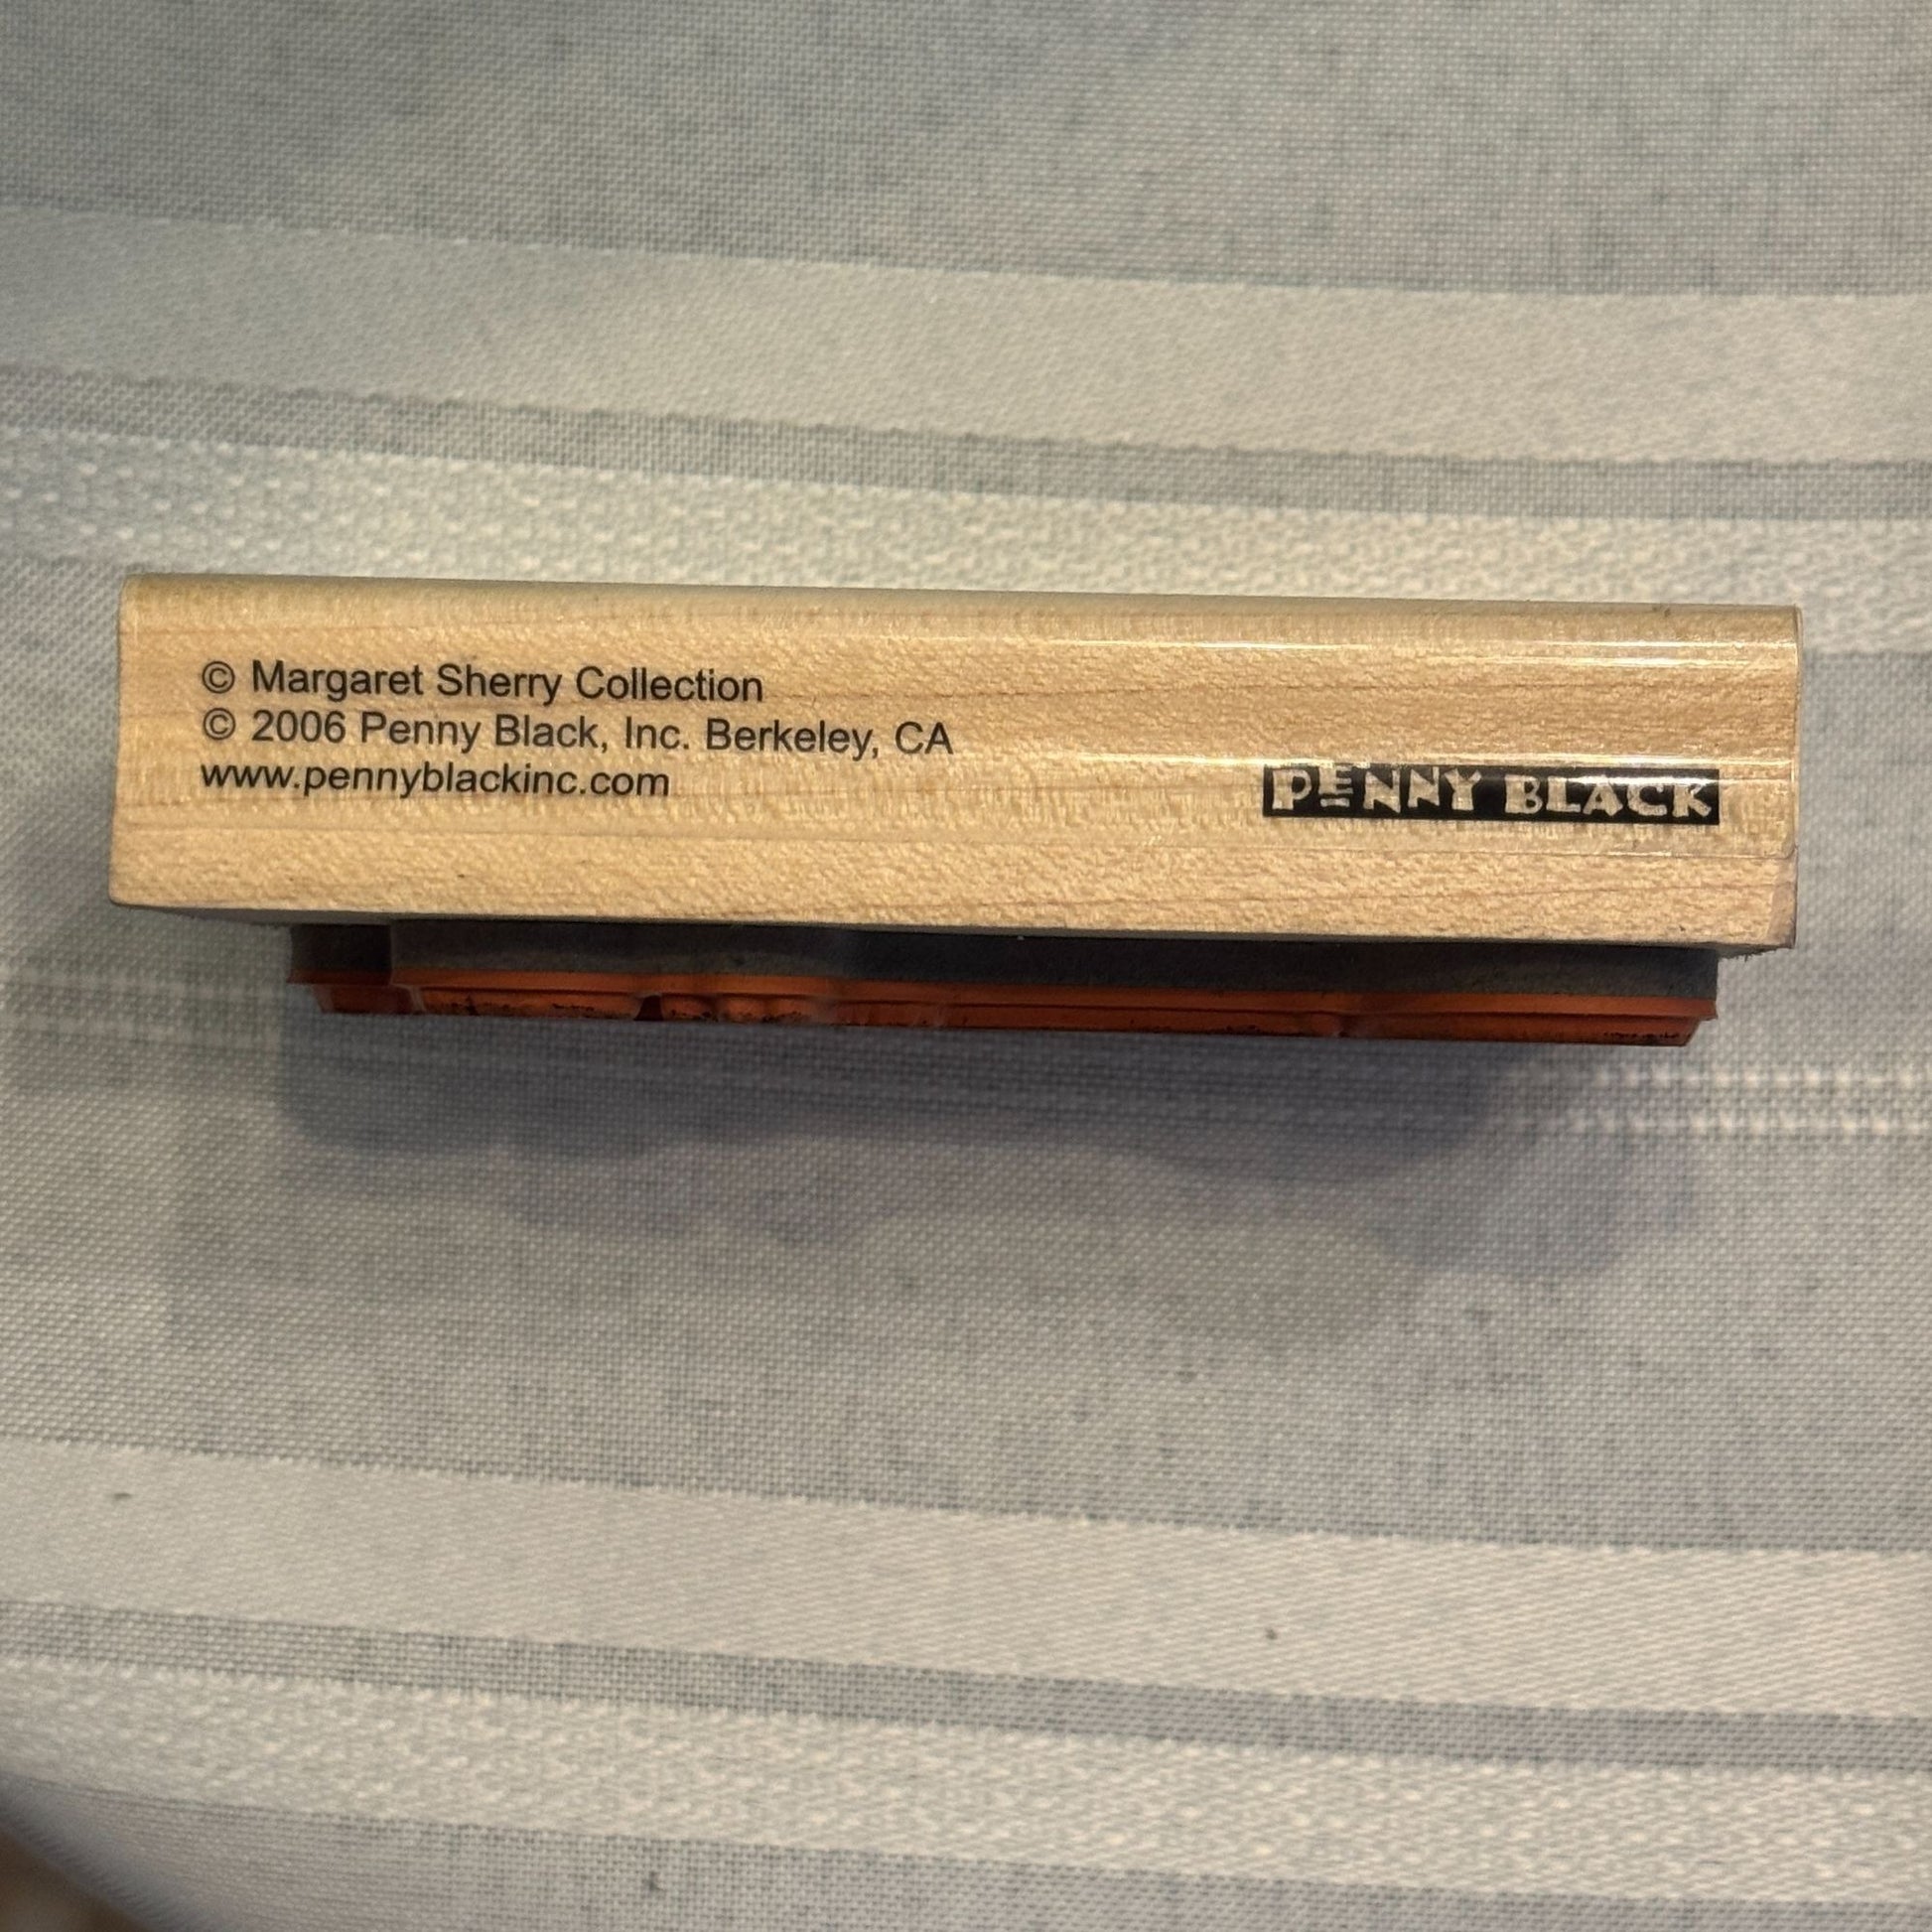 © Margaret Sherry Collection
© 2006 Penny Black, Inc. Berkeley, CA
www.pennyblackinc.com
PENNY BLACK